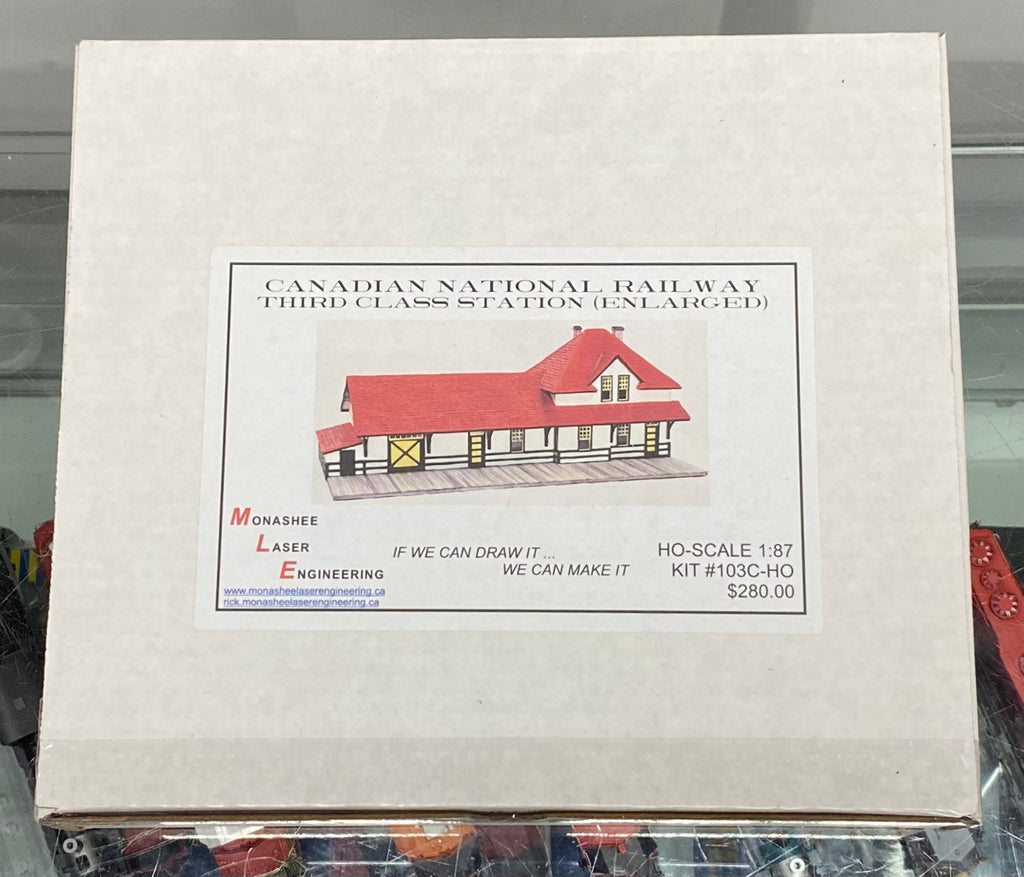 CANADIAN NATIONAL RAILWAY
THIRD CLASS STATION (ENLARGED)
MONASHEE
LASER
ENGINEERING
www.monasheelaserengineering.ca
rick.monasheelaserengineering.ca
IF WE CAN DRAW IT ...
WE CAN MAKE IT
HO-SCALE 1:87
KIT #103C-HO
$280.00